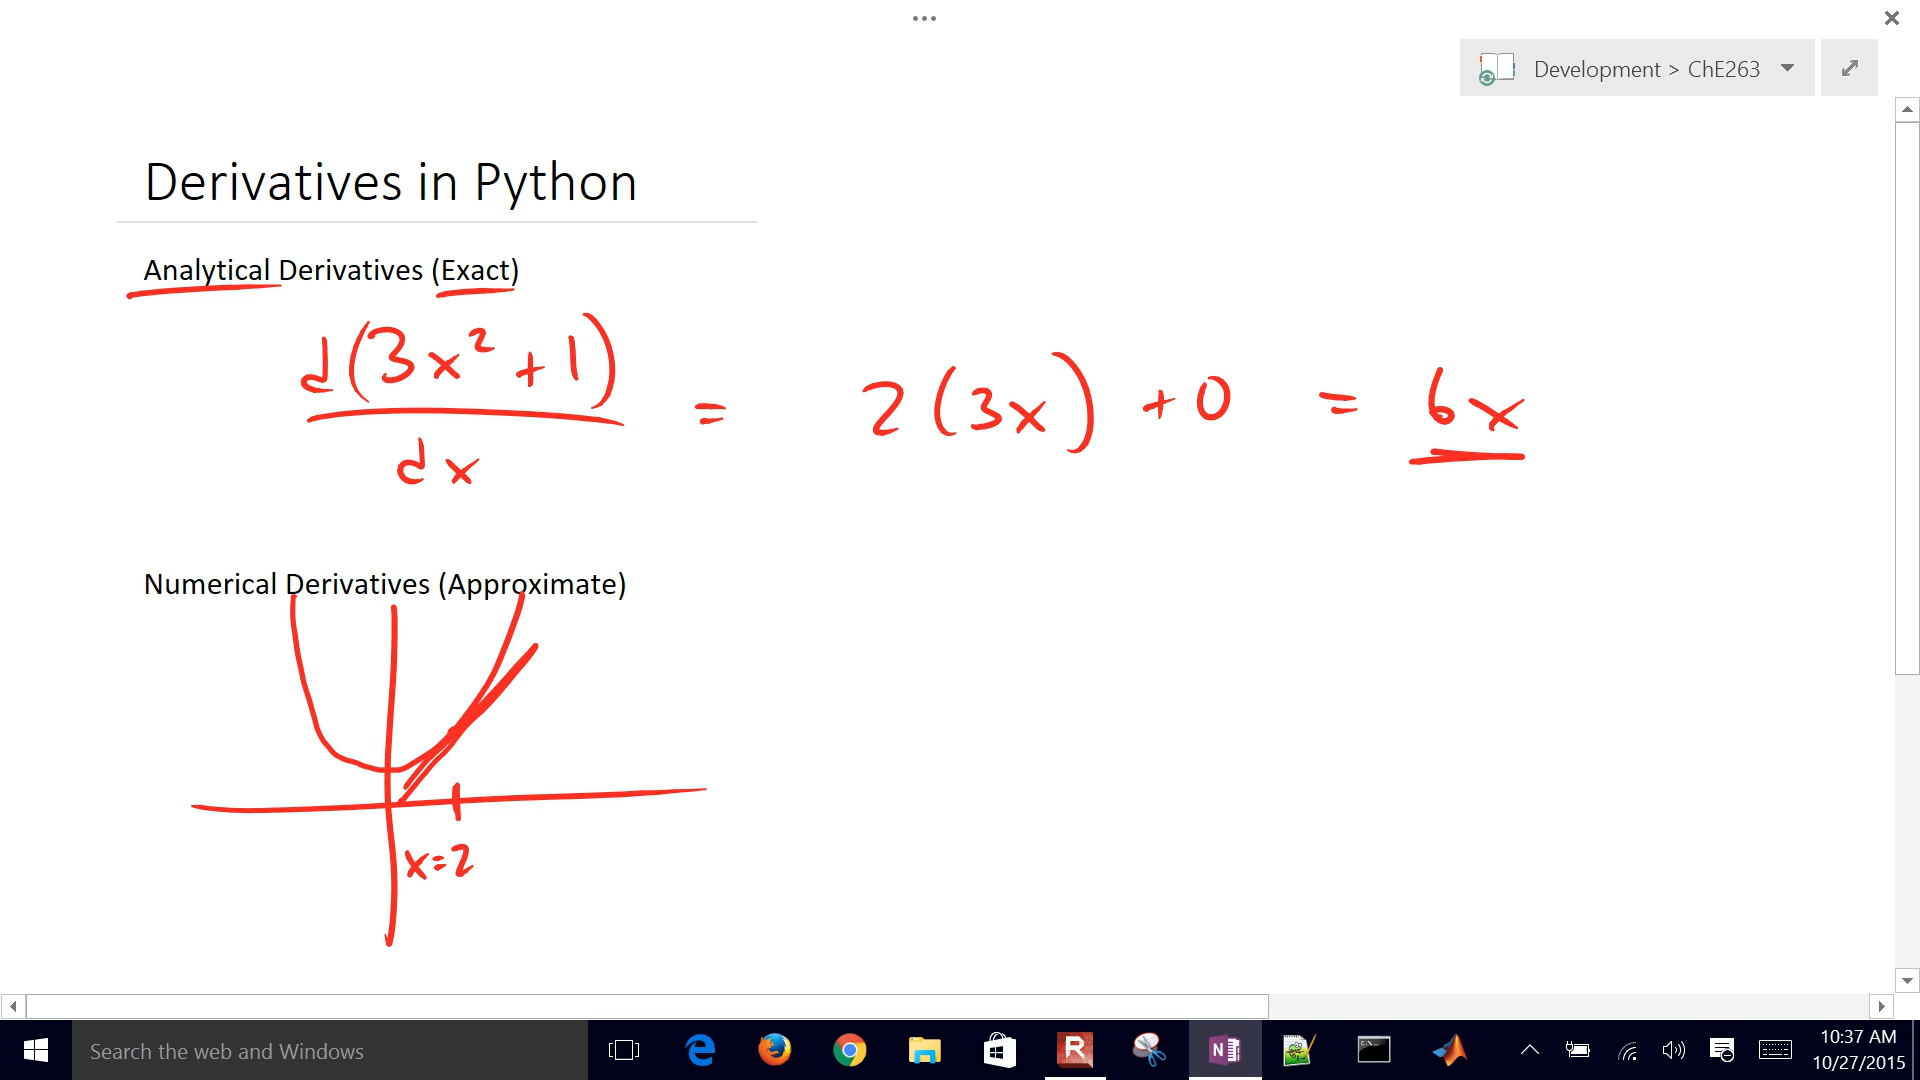 Development > ChE263
Derivatives in Python
Analytical Derivatives (Exact)
d(3x² + 1)
dx
= 2(3x) + 0 = 6x
Numerical Derivatives (Approximate)
x=2
Search the web and Windows
10:37 AM
10/27/2015